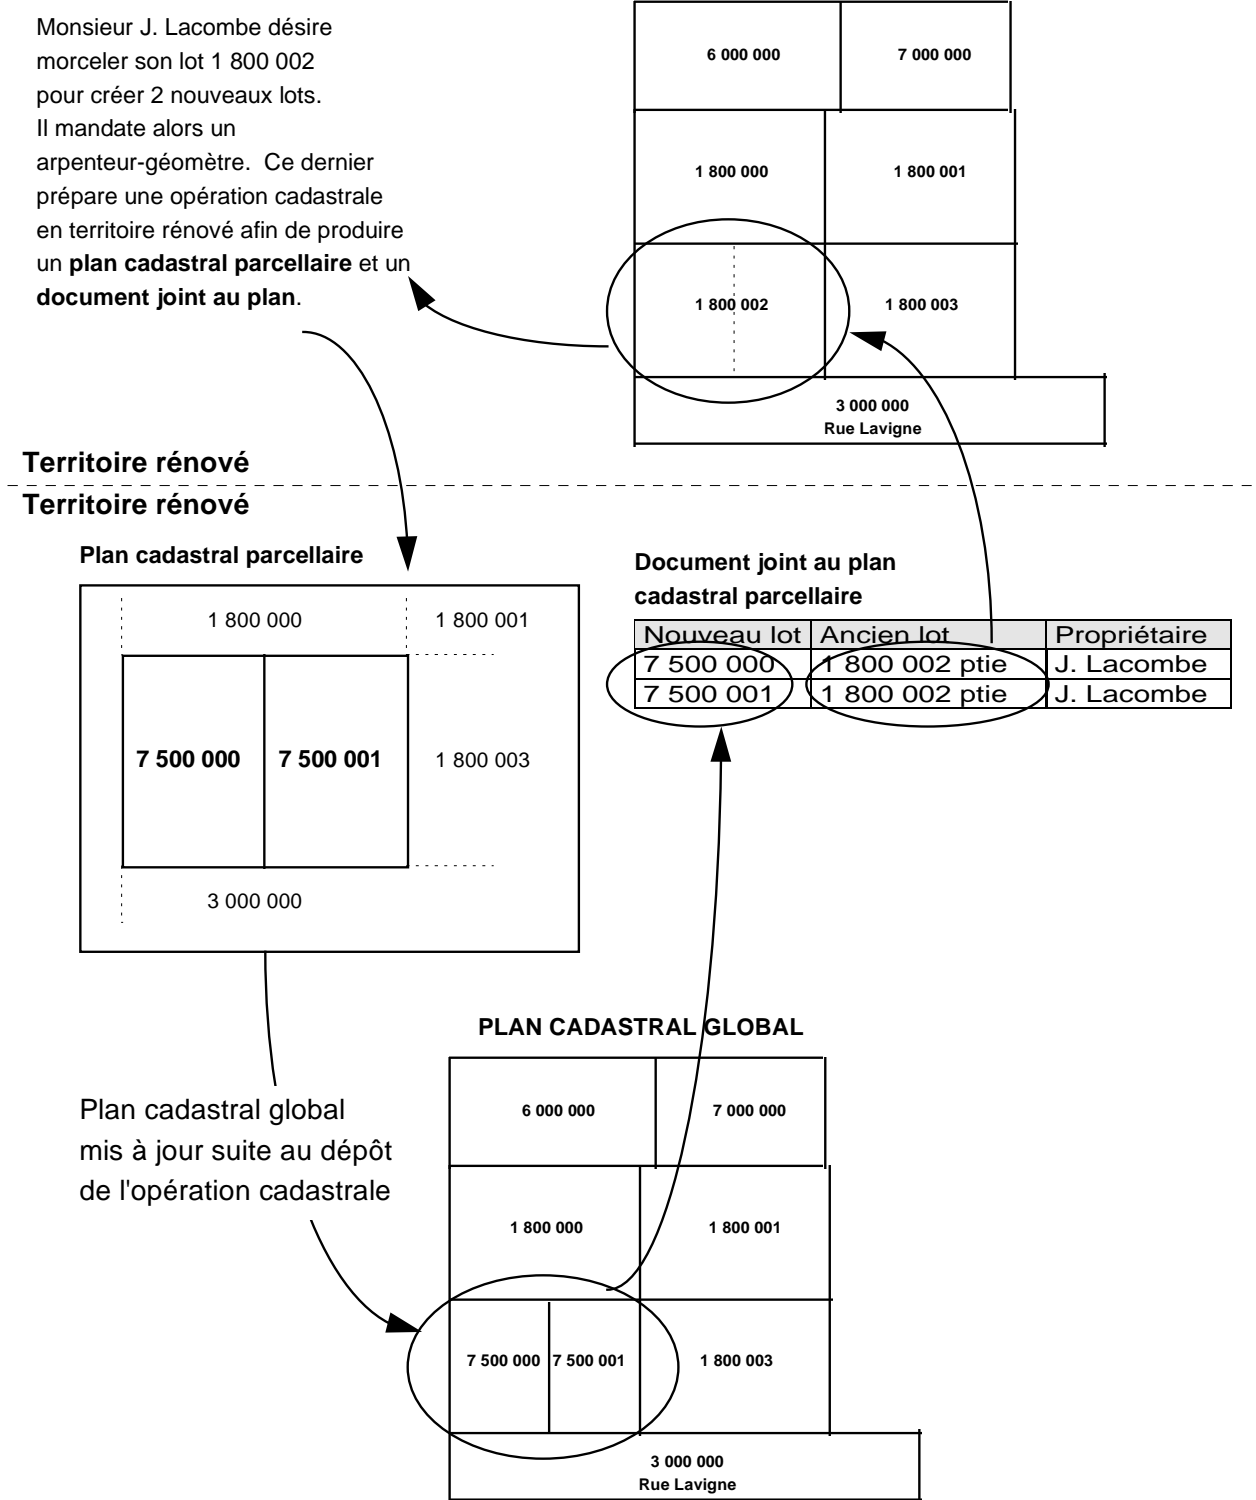 Monsieur J. Lacombe désire
morceler son lot 1 800 002
pour créer 2 nouveaux lots.
Il mandate alors un
arpenteur-géomètre. Ce dernier
prépare une opération cadastrale
en territoire rénové afin de produire
un plan cadastral parcellaire et un
document joint au plan.
6 000 000 7 000 000
1 800 000 1 800 001
1 800 002 1 800 003
3 000 000
Rue Lavigne
Territoire rénové
Territoire rénové
Plan cadastral parcellaire
1 800 000 1 800 001
7 500 000 7 500 001 1 800 003
3 000 000
Document joint au plan
cadastral parcellaire
Nouveau lot Ancien lot Propriétaire
7 500 000 1 800 002 ptie J. Lacombe
7 500 001 1 800 002 ptie J. Lacombe
Plan cadastral global
mis à jour suite au dépôt
de l'opération cadastrale
PLAN CADASTRAL GLOBAL
6 000 000 7 000 000
1 800 000 1 800 001
7 500 000 7 500 001 1 800 003
3 000 000
Rue Lavigne